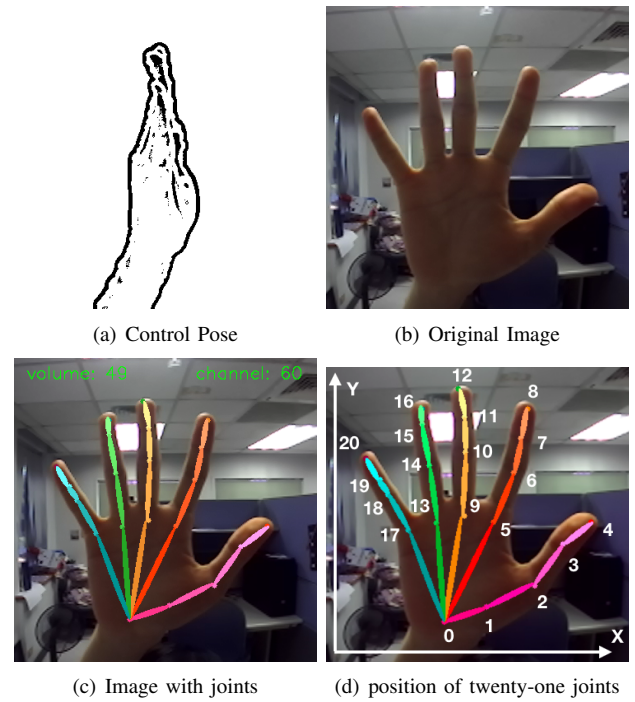 (a) Control Pose
(b) Original Image
volume: 45
channel: 60
(c) Image with joints
Y
12
16
8
11
15
7
20
10
14
6
19
18
13
9
17
5
4
3
2
1
0
X
(d) position of twenty-one joints